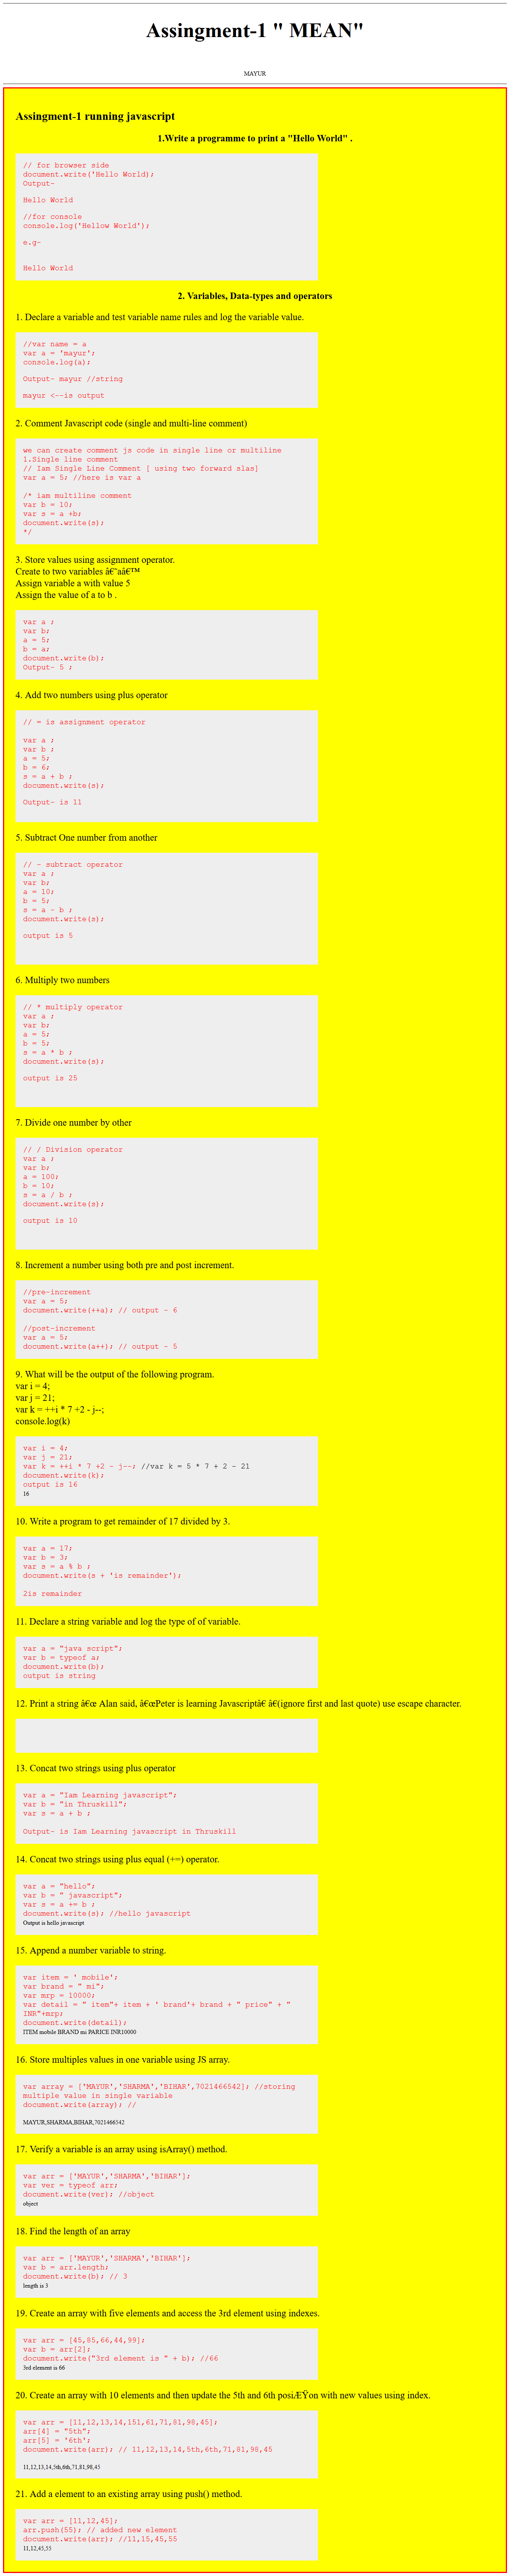 Assingment-1 " MEAN"
MAYUR
Assingment-1 running javascript
1.Write a programme to print a "Hello World" .
// for browser side
document.write('Hello World);
Output-
Hello World
//for console
console.log('Hellow World');
e.g-
Hello World
2. Variables, Data-types and operators
1. Declare a variable and test variable name rules and log the variable value.
//var name = a
var a = 'mayur';
console.log(a);
Output- mayur //string
mayur <--is output
2. Comment Javascript code (single and multi-line comment)
we can create comment js code in single line or multiline
1.Single line comment
// Iam Single Line Comment [ using two forward slas]
var a = 5; //here is var a
/* iam multiline comment
var b = 10;
var s = a +b;
document.write(s);
*/
3. Store values using assignment operator.
Create to two variables â€˜aâ€™
Assign variable a with value 5
Assign the value of a to b .
var a ;
var b;
a = 5;
b = a;
document.write(b);
Output- 5 ;
4. Add two numbers using plus operator
// = is assignment operator
var a ;
var b ;
a = 5;
b = 6;
s = a + b ;
document.write(s);
Output- is 11
5. Subtract One number from another
// - subtract operator
var a ;
var b;
a = 10;
b = 5;
s = a - b ;
document.write(s);
output is 5
6. Multiply two numbers
// * multiply operator
var a ;
var b;
a = 5;
b = 5;
s = a * b ;
document.write(s);
output is 25
7. Divide one number by other
// / Division operator
var a ;
var b;
a = 100;
b = 10;
s = a / b ;
document.write(s);
output is 10
8. Increment a number using both pre and post increment.
//pre-increment
var a = 5;
document.write(++a); // output - 6
//post-increment
var a = 5;
document.write(a++); // output - 5
9. What will be the output of the following program.
var i = 4;
var j = 21;
var k = ++i * 7 +2 - j--;
console.log(k)
var i = 4;
var j = 21;
var k = ++i * 7 +2 - j--; //var k = 5 * 7 + 2 - 21
document.write(k);
output is 16
16
10. Write a program to get remainder of 17 divided by 3.
var a = 17;
var b = 3;
var s = a % b ;
document.write(s + 'is remainder');
2is remainder
11. Declare a string variable and log the type of of variable.
var a = "java script";
var b = typeof a;
document.write(b);
output is string
12. Print a string â€œ Alan said, â€œPeter is learning Javascriptâ€ â€(ignore first and last quote) use escape character.
13. Concat two strings using plus operator
var a = "Iam Learning javascript";
var b = "in Thruskill";
var s = a + b ;
Output- is Iam Learning javascript in Thruskill
14. Concat two strings using plus equal (+=) operator.
var a = "hello";
var b = " javascript";
var s = a += b ;
document.write(s); //hello javascript
Output is hello javascript
15. Append a number variable to string.
var item = ' mobile';
var brand = " mi";
var mrp = 10000;
var detail = " item"+ item + ' brand'+ brand + " price" + "
INR"+mrp;
document.write(detail);
ITEM mobile BRAND mi PARICE INR10000
16. Store multiples values in one variable using JS array.
var array = ['MAYUR','SHARMA','BIHAR',7021466542]; //storing
multiple value in single variable
document.write(array); //
MAYUR,SHARMA,BIHAR,7021466542
17. Verify a variable is an array using isArray() method.
var arr = ['MAYUR','SHARMA','BIHAR'];
var ver = typeof arr;
document.write(ver); //object
object
18. Find the length of an array
var arr = ['MAYUR','SHARMA','BIHAR'];
var b = arr.length;
document.write(b); // 3
length is 3
19. Create an array with five elements and access the 3rd element using indexes.
var arr = [45,85,66,44,99];
var b = arr[2];
document.write("3rd element is " + b); //66
3rd element is 66
20. Create an array with 10 elements and then update the 5th and 6th posiÆŸon with new values using index.
var arr = [11,12,13,14,151,61,71,81,98,45];
arr[4] = "5th";
arr[5] = '6th';
document.write(arr); // 11,12,13,14,5th,6th,71,81,98,45
11,12,13,14,5th,6th,71,81,98,45
21. Add a element to an existing array using push() method.
var arr = [11,12,45];
arr.push(55); // added new element
document.write(arr); //11,15,45,55
11,12,45,55